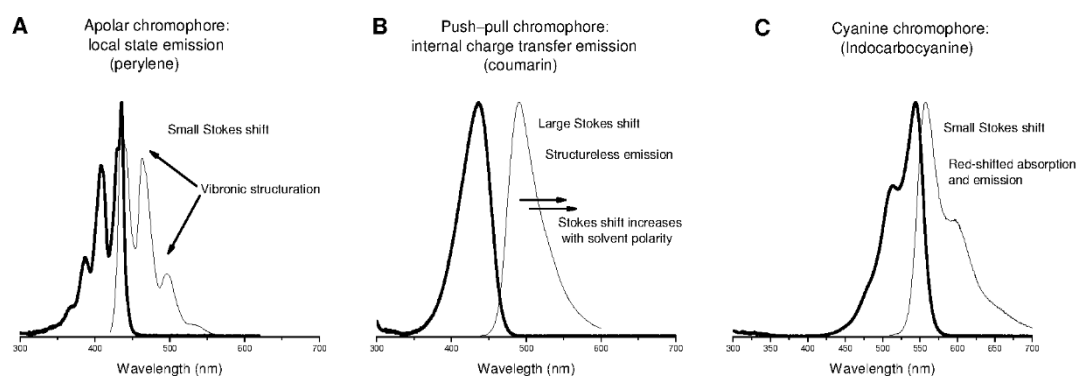 A
Apolar chromophore:
local state emission
(perylene)
Small Stokes shift
Vibronic structuration
300 400 500 600 700
Wavelength (nm)
B
Push–pull chromophore:
internal charge transfer emission
(coumarin)
Large Stokes shift
Structureless emission
Stokes shift increases
with solvent polarity
300 400 500 600 700
Wavelength (nm)
C
Cyanine chromophore:
(Indocarbocyanine)
Small Stokes shift
Red-shifted absorption
and emission
300 350 400 450 500 550 600 650 700
Wavelength (nm)